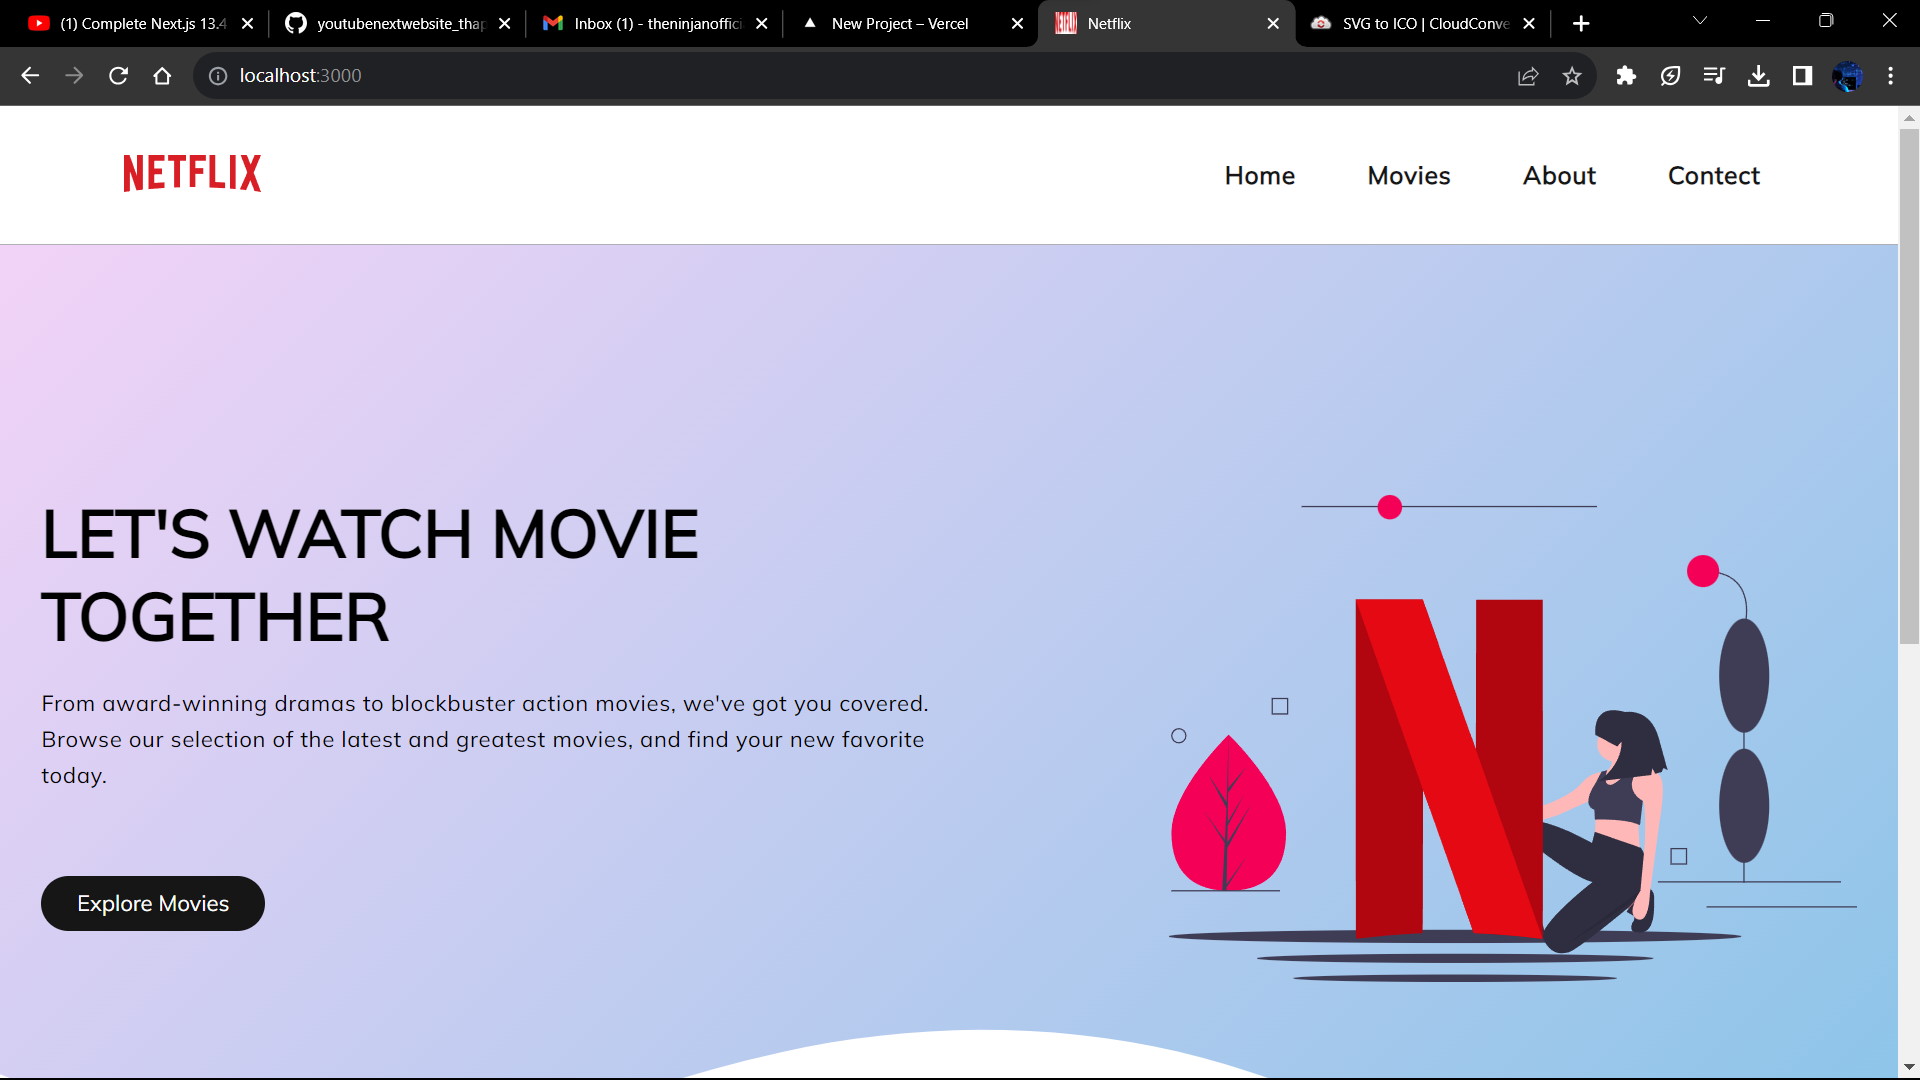 (1) Complete Next.js 13.4
youtubenextwebsite_thap
Inbox (1) - theninjanoffici
New Project – Vercel
Netflix
SVG to ICO | CloudConve
localhost:3000
NETFLIX
Home
Movies
About
Contect
LET'S WATCH MOVIE
TOGETHER
From award-winning dramas to blockbuster action movies, we've got you covered.
Browse our selection of the latest and greatest movies, and find your new favorite
today.
Explore Movies